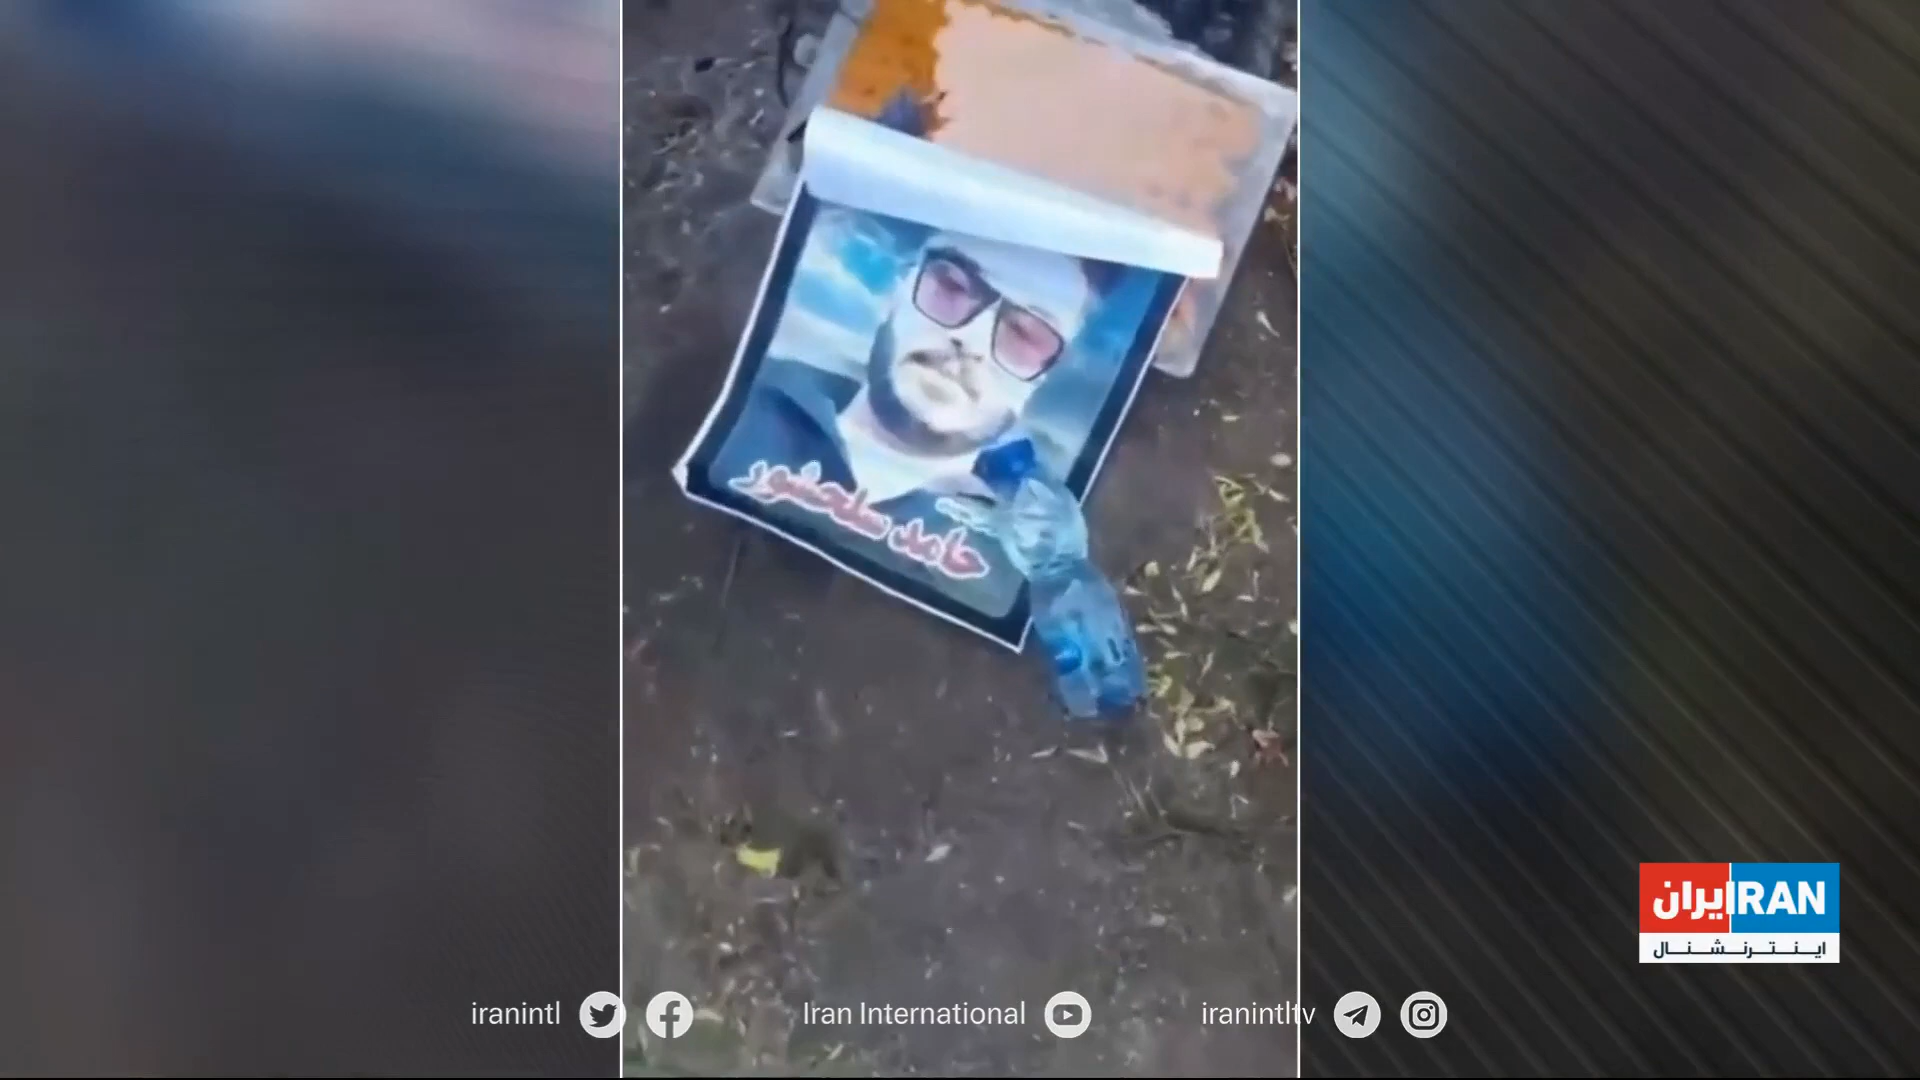 حامد سلحشور
ایران IRAN
اینترنشنال
iranintl
Iran International
iranintltv